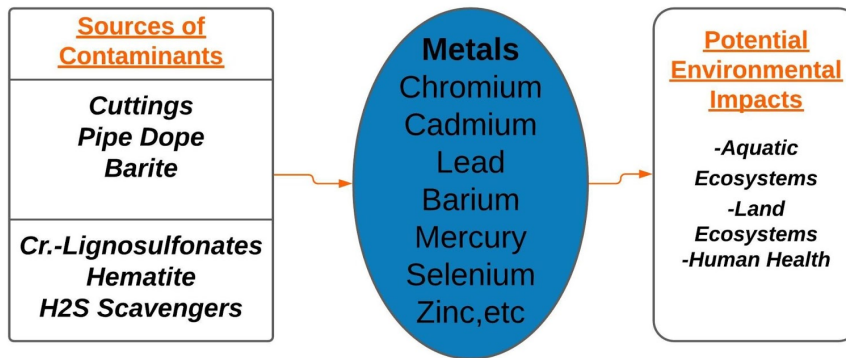 Sources of
Contaminants
Cuttings
Pipe Dope
Barite
Cr.-Lignosulfonates
Hematite
H2S Scavengers
Metals
Chromium
Cadmium
Lead
Barium
Mercury
Selenium
Zinc,etc
Potential
Environmental
Impacts
-Aquatic
Ecosystems
-Land
Ecosystems
-Human Health